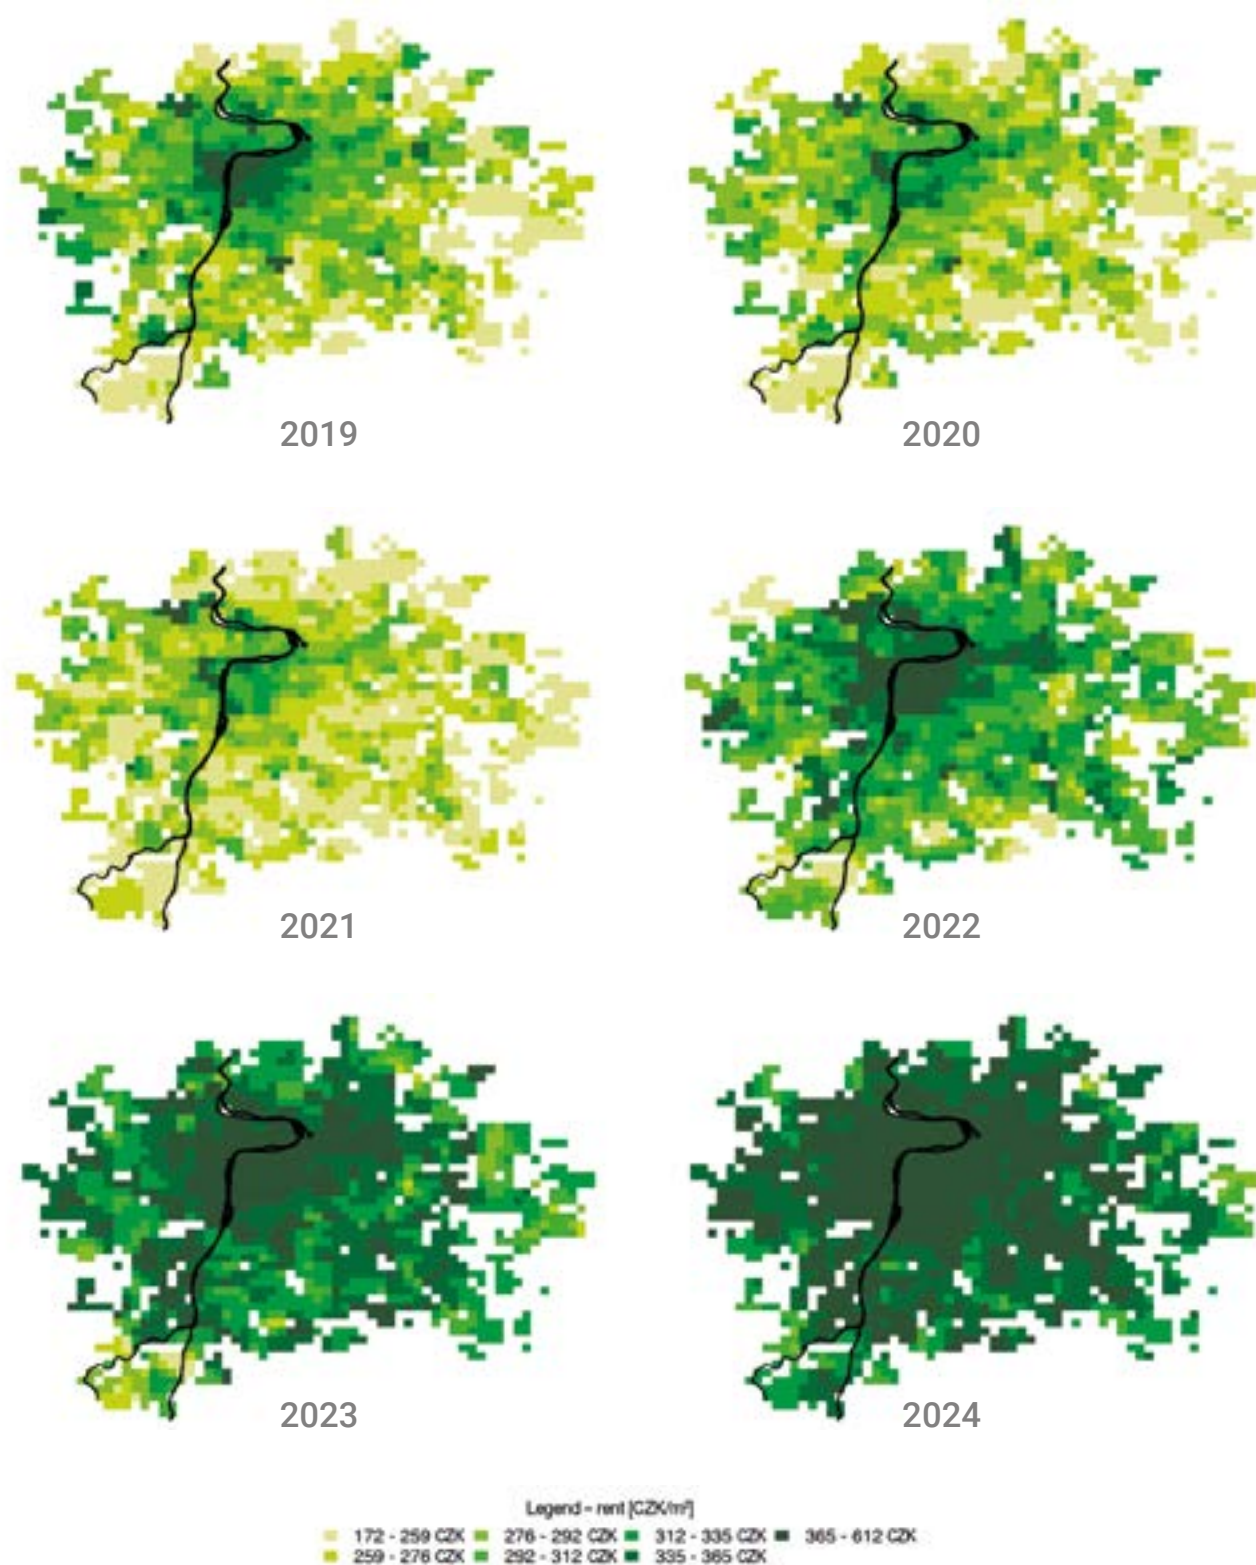 2019
2020
2021
2022
2023
2024
Legend – rent [CZK/m²]
172 - 259 CZK 276 - 292 CZK 312 - 335 CZK 365 - 612 CZK
259 - 276 CZK 292 - 312 CZK 335 - 365 CZK